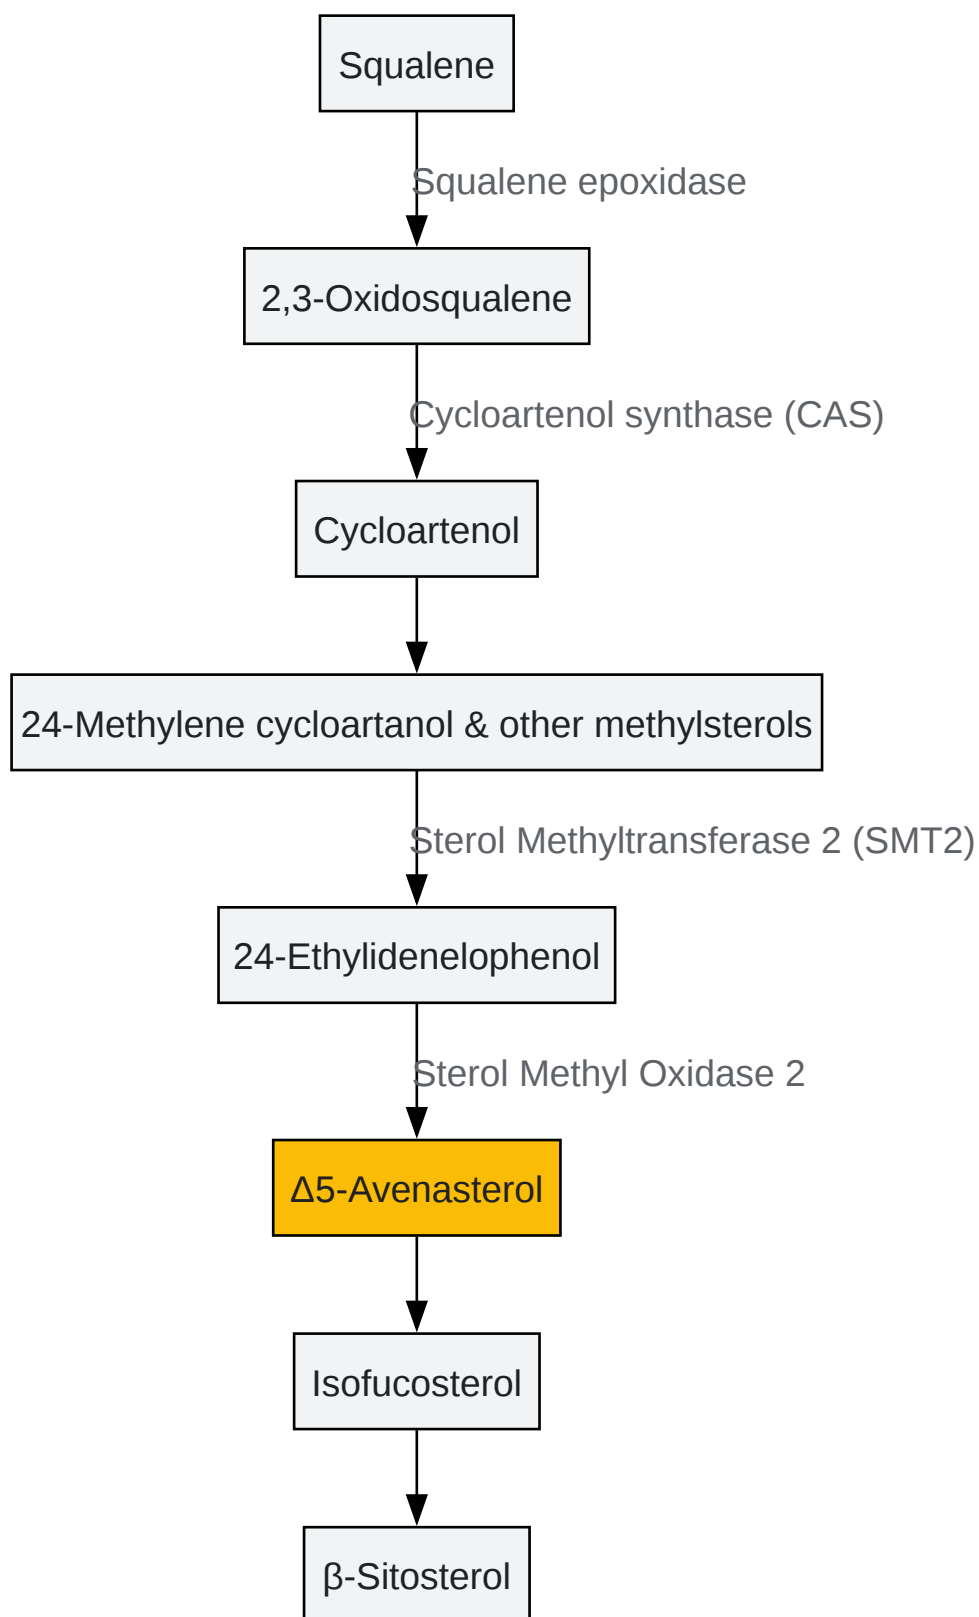 Squalene
Squalene epoxidase
2,3-Oxidosqualene
Cycloartenol synthase (CAS)
Cycloartenol
24-Methylene cycloartanol & other methylsterols
Sterol Methyltransferase 2 (SMT2)
24-Ethylidenelophenol
Sterol Methyl Oxidase 2
Δ5-Avenasterol
Isofucosterol
β-Sitosterol